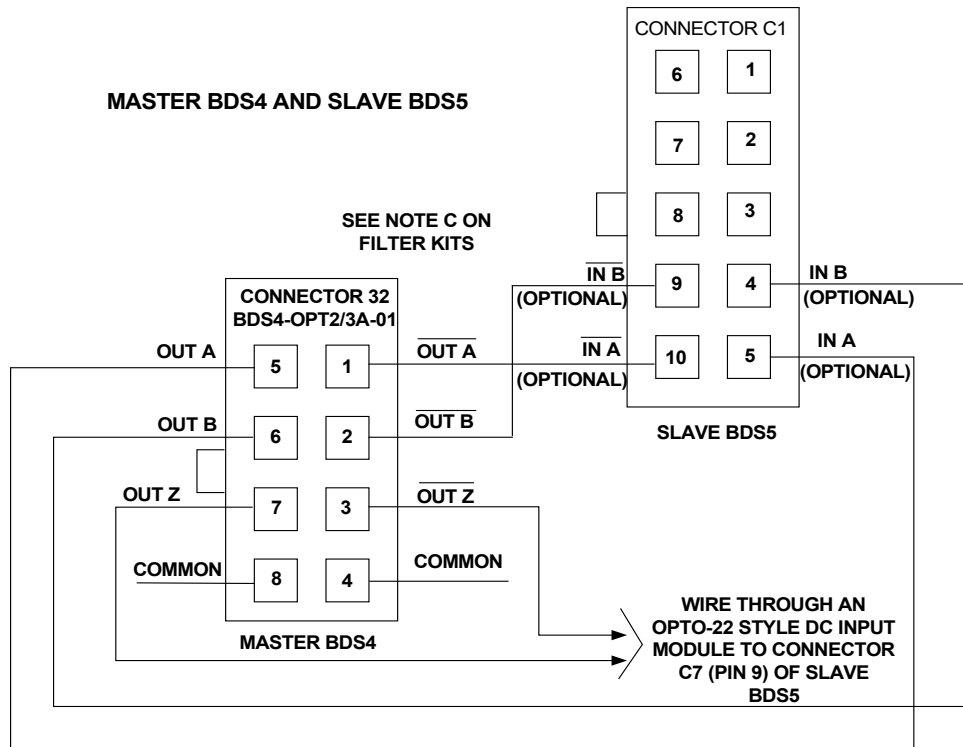 CONNECTOR C1
6 1
7 2
8 3
9 4
10 5
MASTER BDS4 AND SLAVE BDS5
SEE NOTE C ON
FILTER KITS
IN B
(OPTIONAL)
IN A
(OPTIONAL)
IN B
(OPTIONAL)
IN A
(OPTIONAL)
SLAVE BDS5
CONNECTOR 32
BDS4-OPT2/3A-01
OUT A
5 1
OUT A
OUT B
6 2
OUT B
OUT Z
7 3
OUT Z
COMMON
8 4
COMMON
MASTER BDS4
WIRE THROUGH AN
OPTO-22 STYLE DC INPUT
MODULE TO CONNECTOR
C7 (PIN 9) OF SLAVE
BDS5